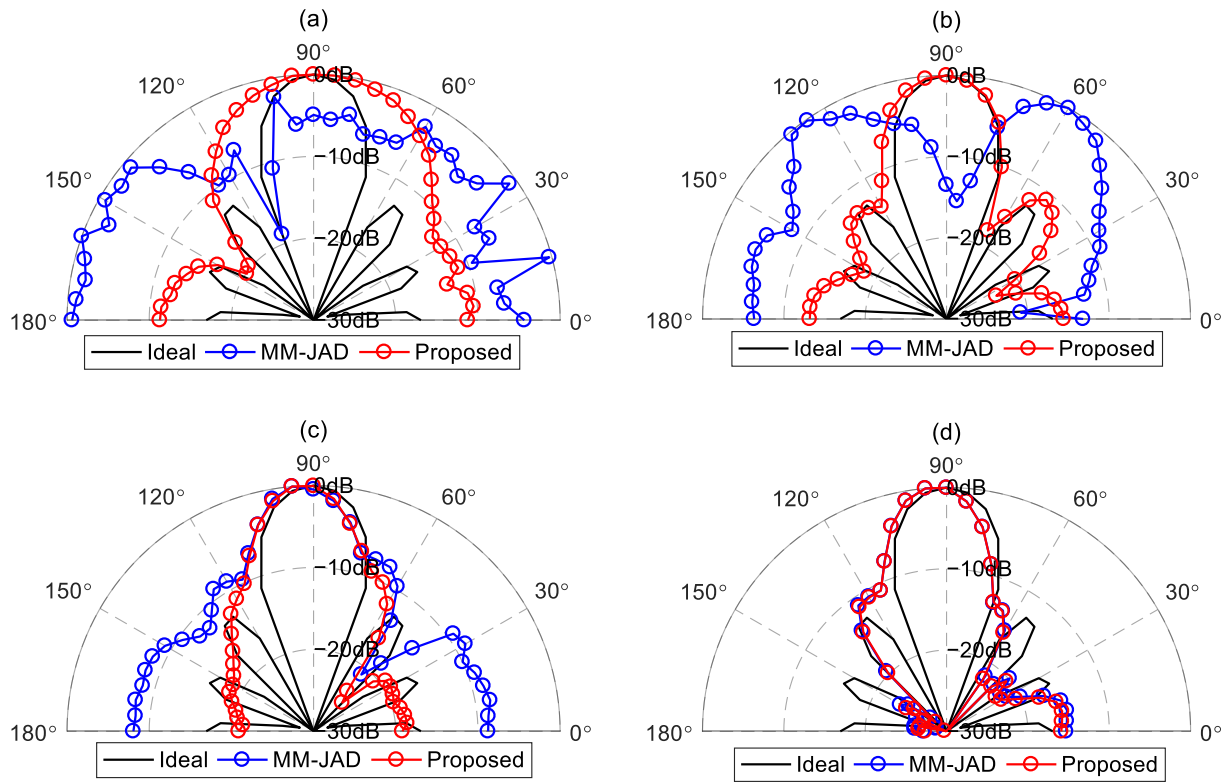 (a)
90°
120°
60°
150°
30°
180°
0°
0dB
−10dB
−20dB
30dB
Ideal MM-JAD Proposed
(b)
90°
120°
60°
150°
30°
180°
0°
0dB
−10dB
−20dB
30dB
Ideal MM-JAD Proposed
(c)
90°
120°
60°
150°
30°
180°
0°
0dB
−10dB
−20dB
30dB
Ideal MM-JAD Proposed
(d)
90°
120°
60°
150°
30°
180°
0°
0dB
−10dB
−20dB
30dB
Ideal MM-JAD Proposed